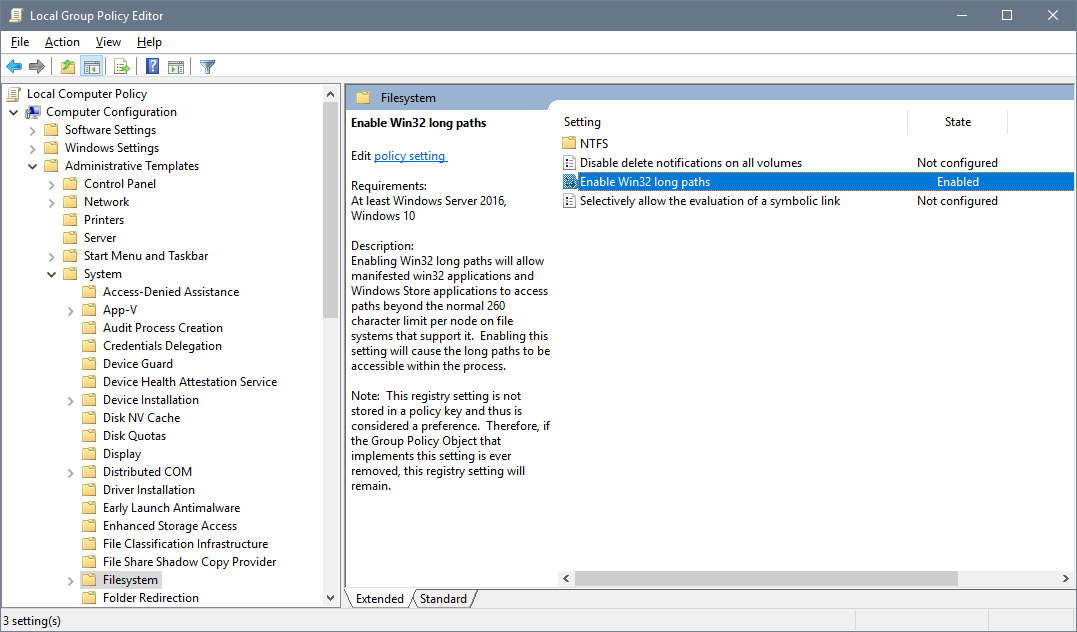 Local Group Policy Editor
File Action View Help
Local Computer Policy
Computer Configuration
Software Settings
Windows Settings
Administrative Templates
Control Panel
Network
Printers
Server
Start Menu and Taskbar
System
Access-Denied Assistance
App-V
Audit Process Creation
Credentials Delegation
Device Guard
Device Health Attestation Service
Device Installation
Disk NV Cache
Disk Quotas
Display
Distributed COM
Driver Installation
Early Launch Antimalware
Enhanced Storage Access
File Classification Infrastructure
File Share Shadow Copy Provider
Filesystem
Folder Redirection
Filesystem
Enable Win32 long paths
Edit policy setting
Requirements:
At least Windows Server 2016,
Windows 10
Description:
Enabling Win32 long paths will allow
manifested win32 applications and
Windows Store applications to access
paths beyond the normal 260
character limit per node on file
systems that support it.  Enabling this
setting will cause the long paths to be
accessible within the process.
Note:  This registry setting is not
stored in a policy key and thus is
considered a preference.  Therefore, if
the Group Policy Object that
implements this setting is ever
removed, this registry setting will
remain.
Setting State
NTFS
Disable delete notifications on all volumes Not configured
Enable Win32 long paths Enabled
Selectively allow the evaluation of a symbolic link Not configured
Extended Standard
3 setting(s)